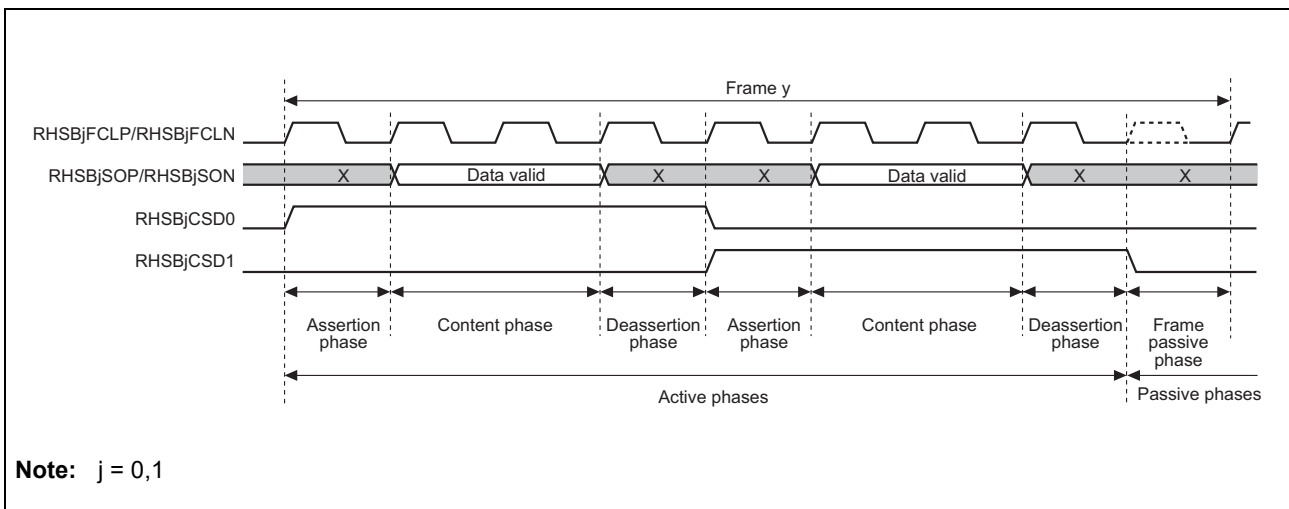 Frame y
RHSBjFCLP/RHSBjFCLN
RHSBjSOP/RHSBjSON
X
Data valid
X
X
Data valid
X
X
RHSBjCSD0
RHSBjCSD1
Assertion
phase
Content phase
Deassertion
phase
Assertion
phase
Content phase
Deassertion
phase
Frame
passive
phase
Active phases
Passive phases
Note: j = 0,1